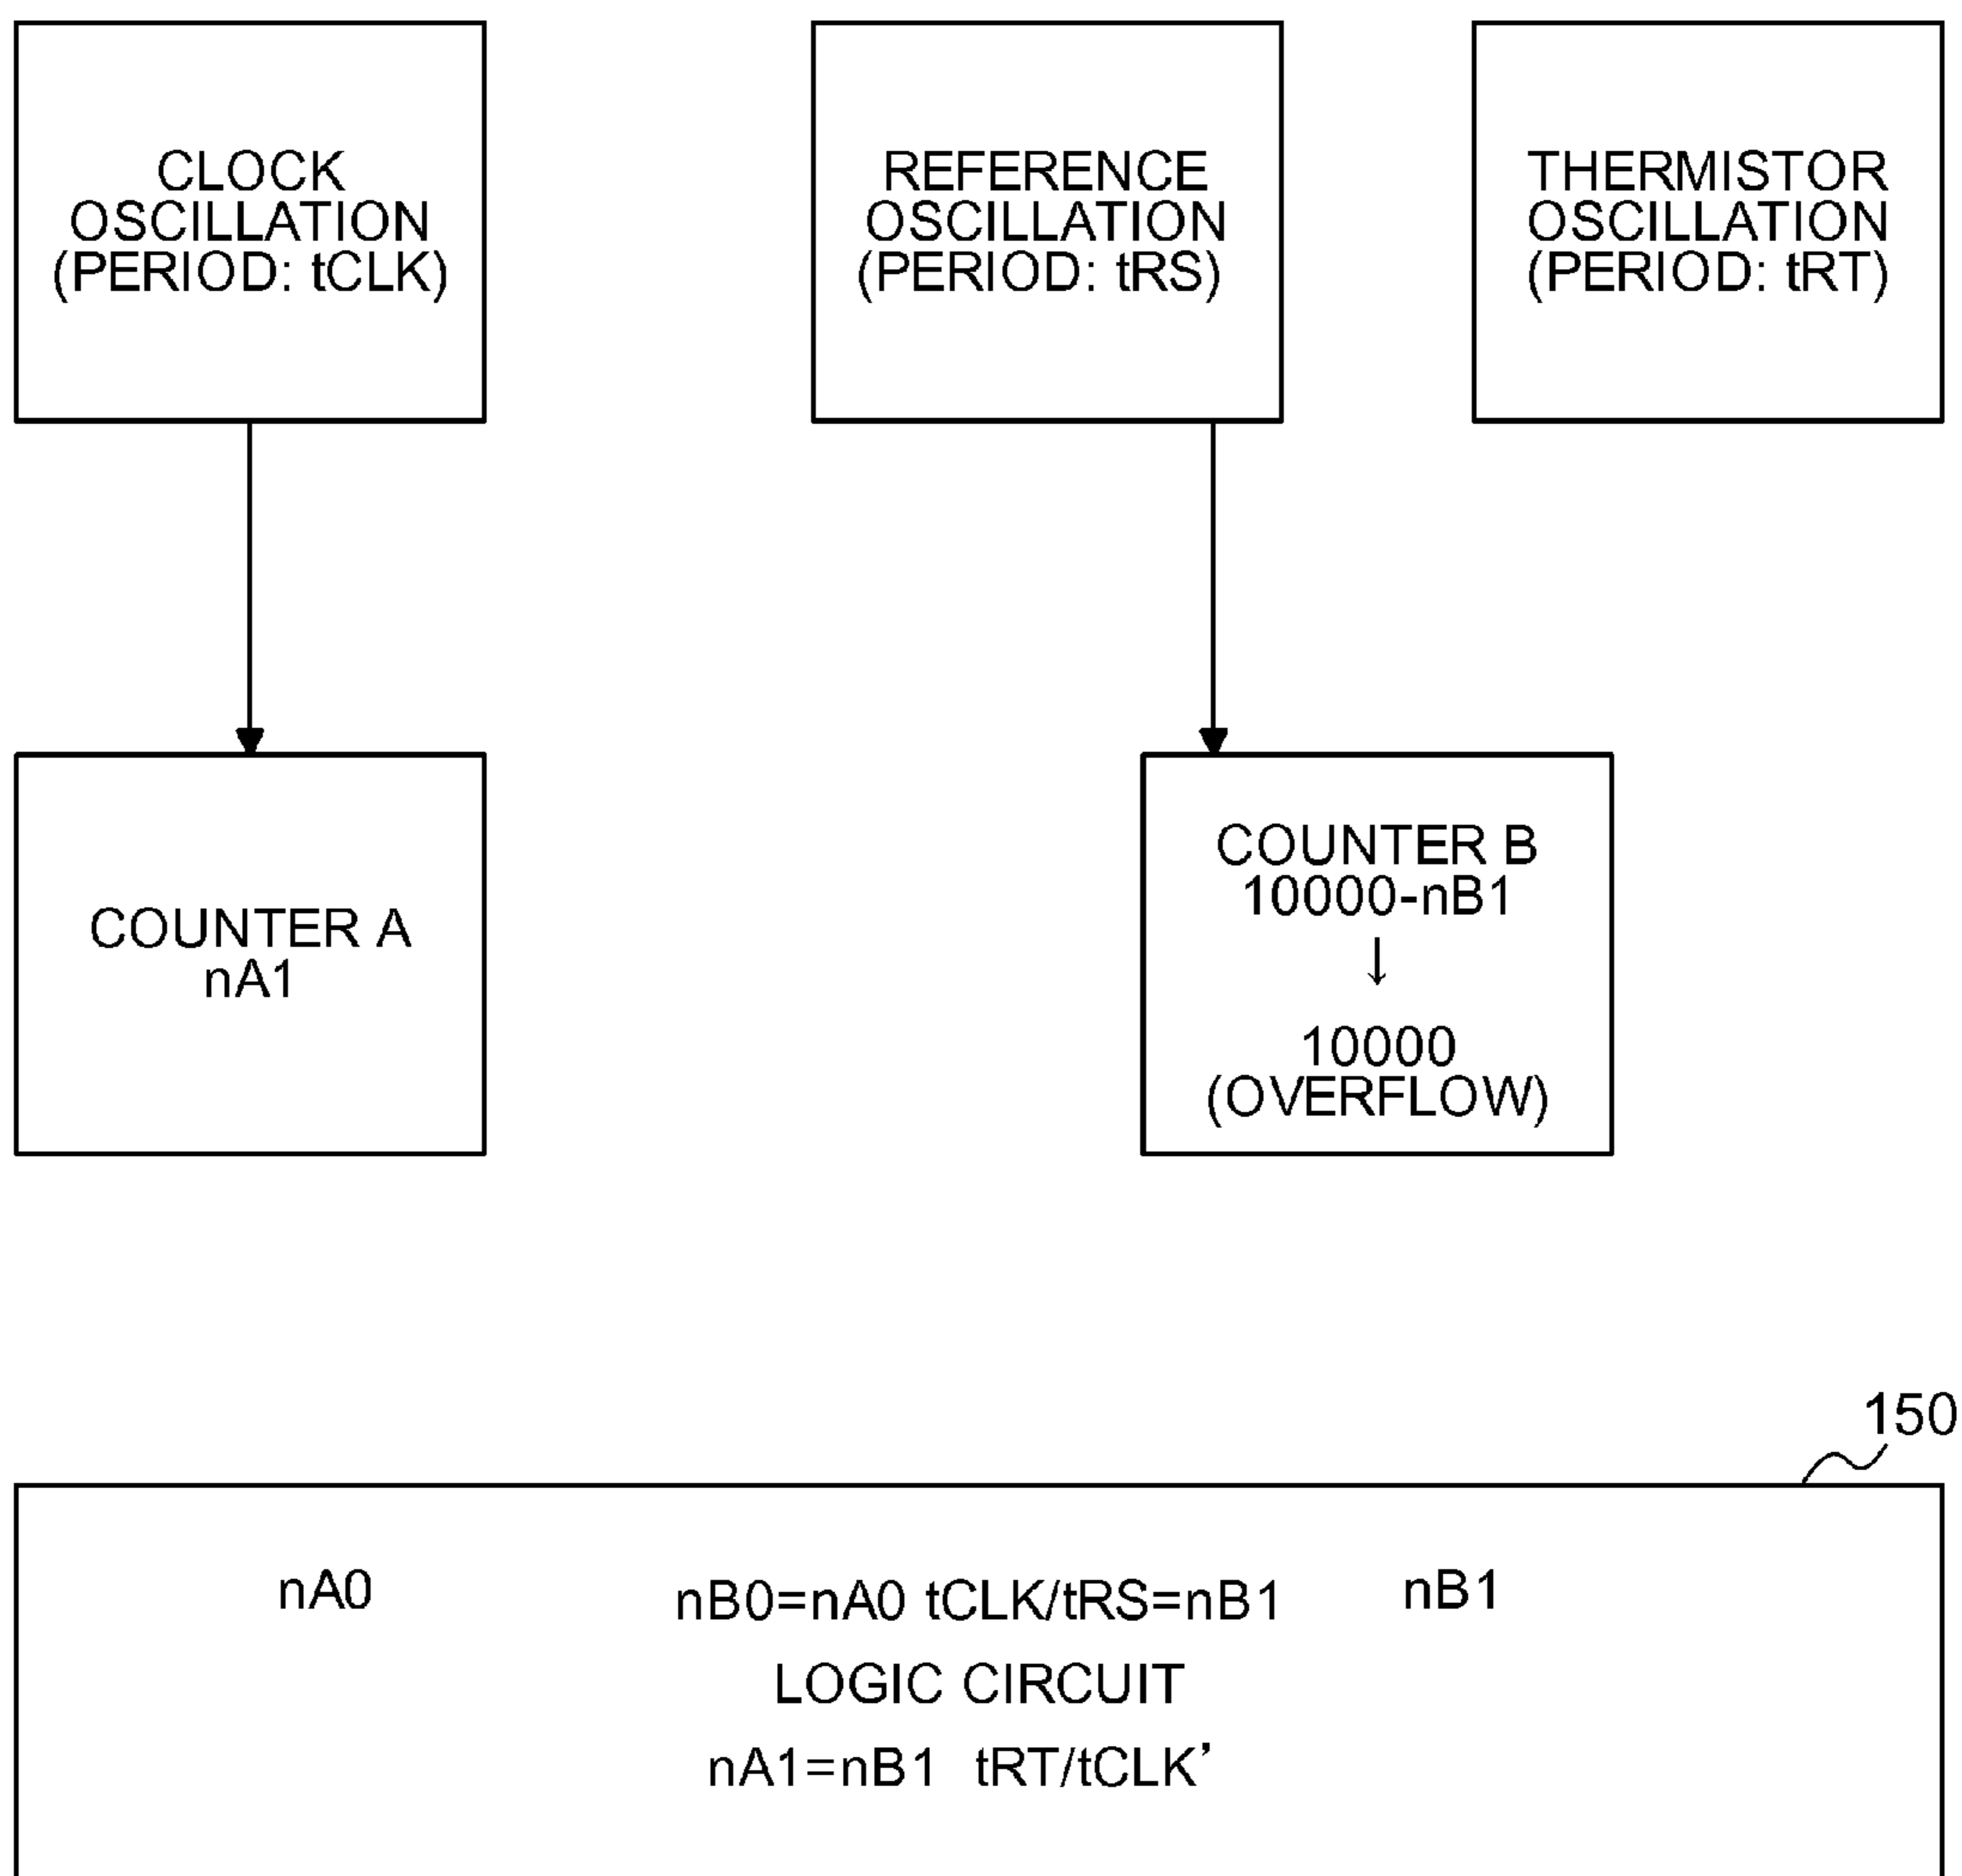 CLOCK
OSCILLATION
(PERIOD: tCLK)
REFERENCE
OSCILLATION
(PERIOD: tRS)
THERMISTOR
OSCILLATION
(PERIOD: tRT)
COUNTER A
nA1
COUNTER B
10000-nB1
↓
10000
(OVERFLOW)
150
nA0
nB0=nA0 tCLK/tRS=nB1
nB1
LOGIC CIRCUIT
nA1=nB1 tRT/tCLK’